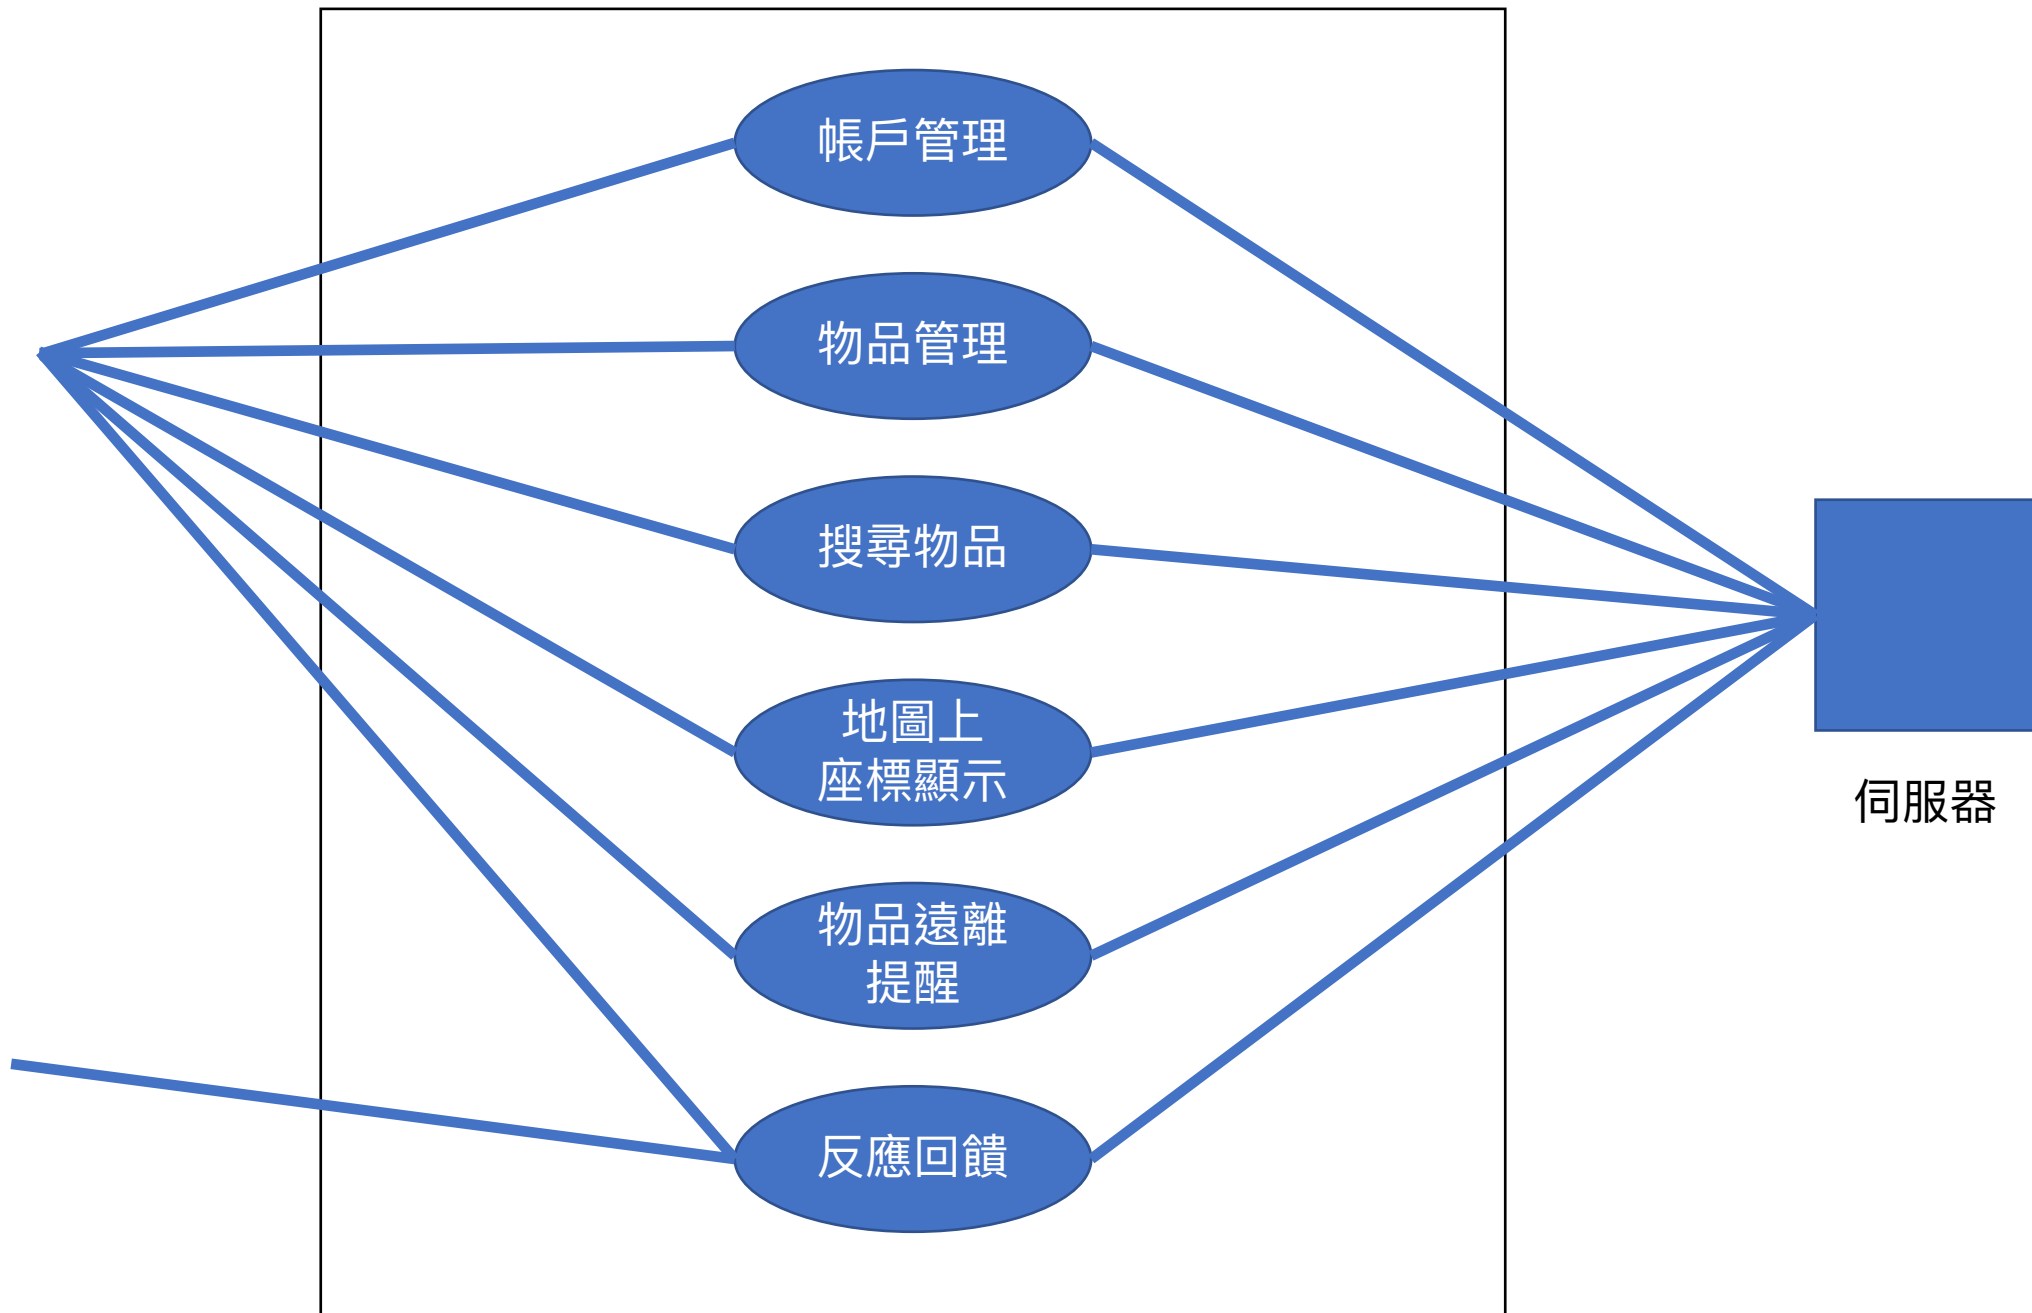 帳戶管理
物品管理
搜尋物品
地圖上
座標顯示
伺服器
物品遠離
提醒
反應回饋